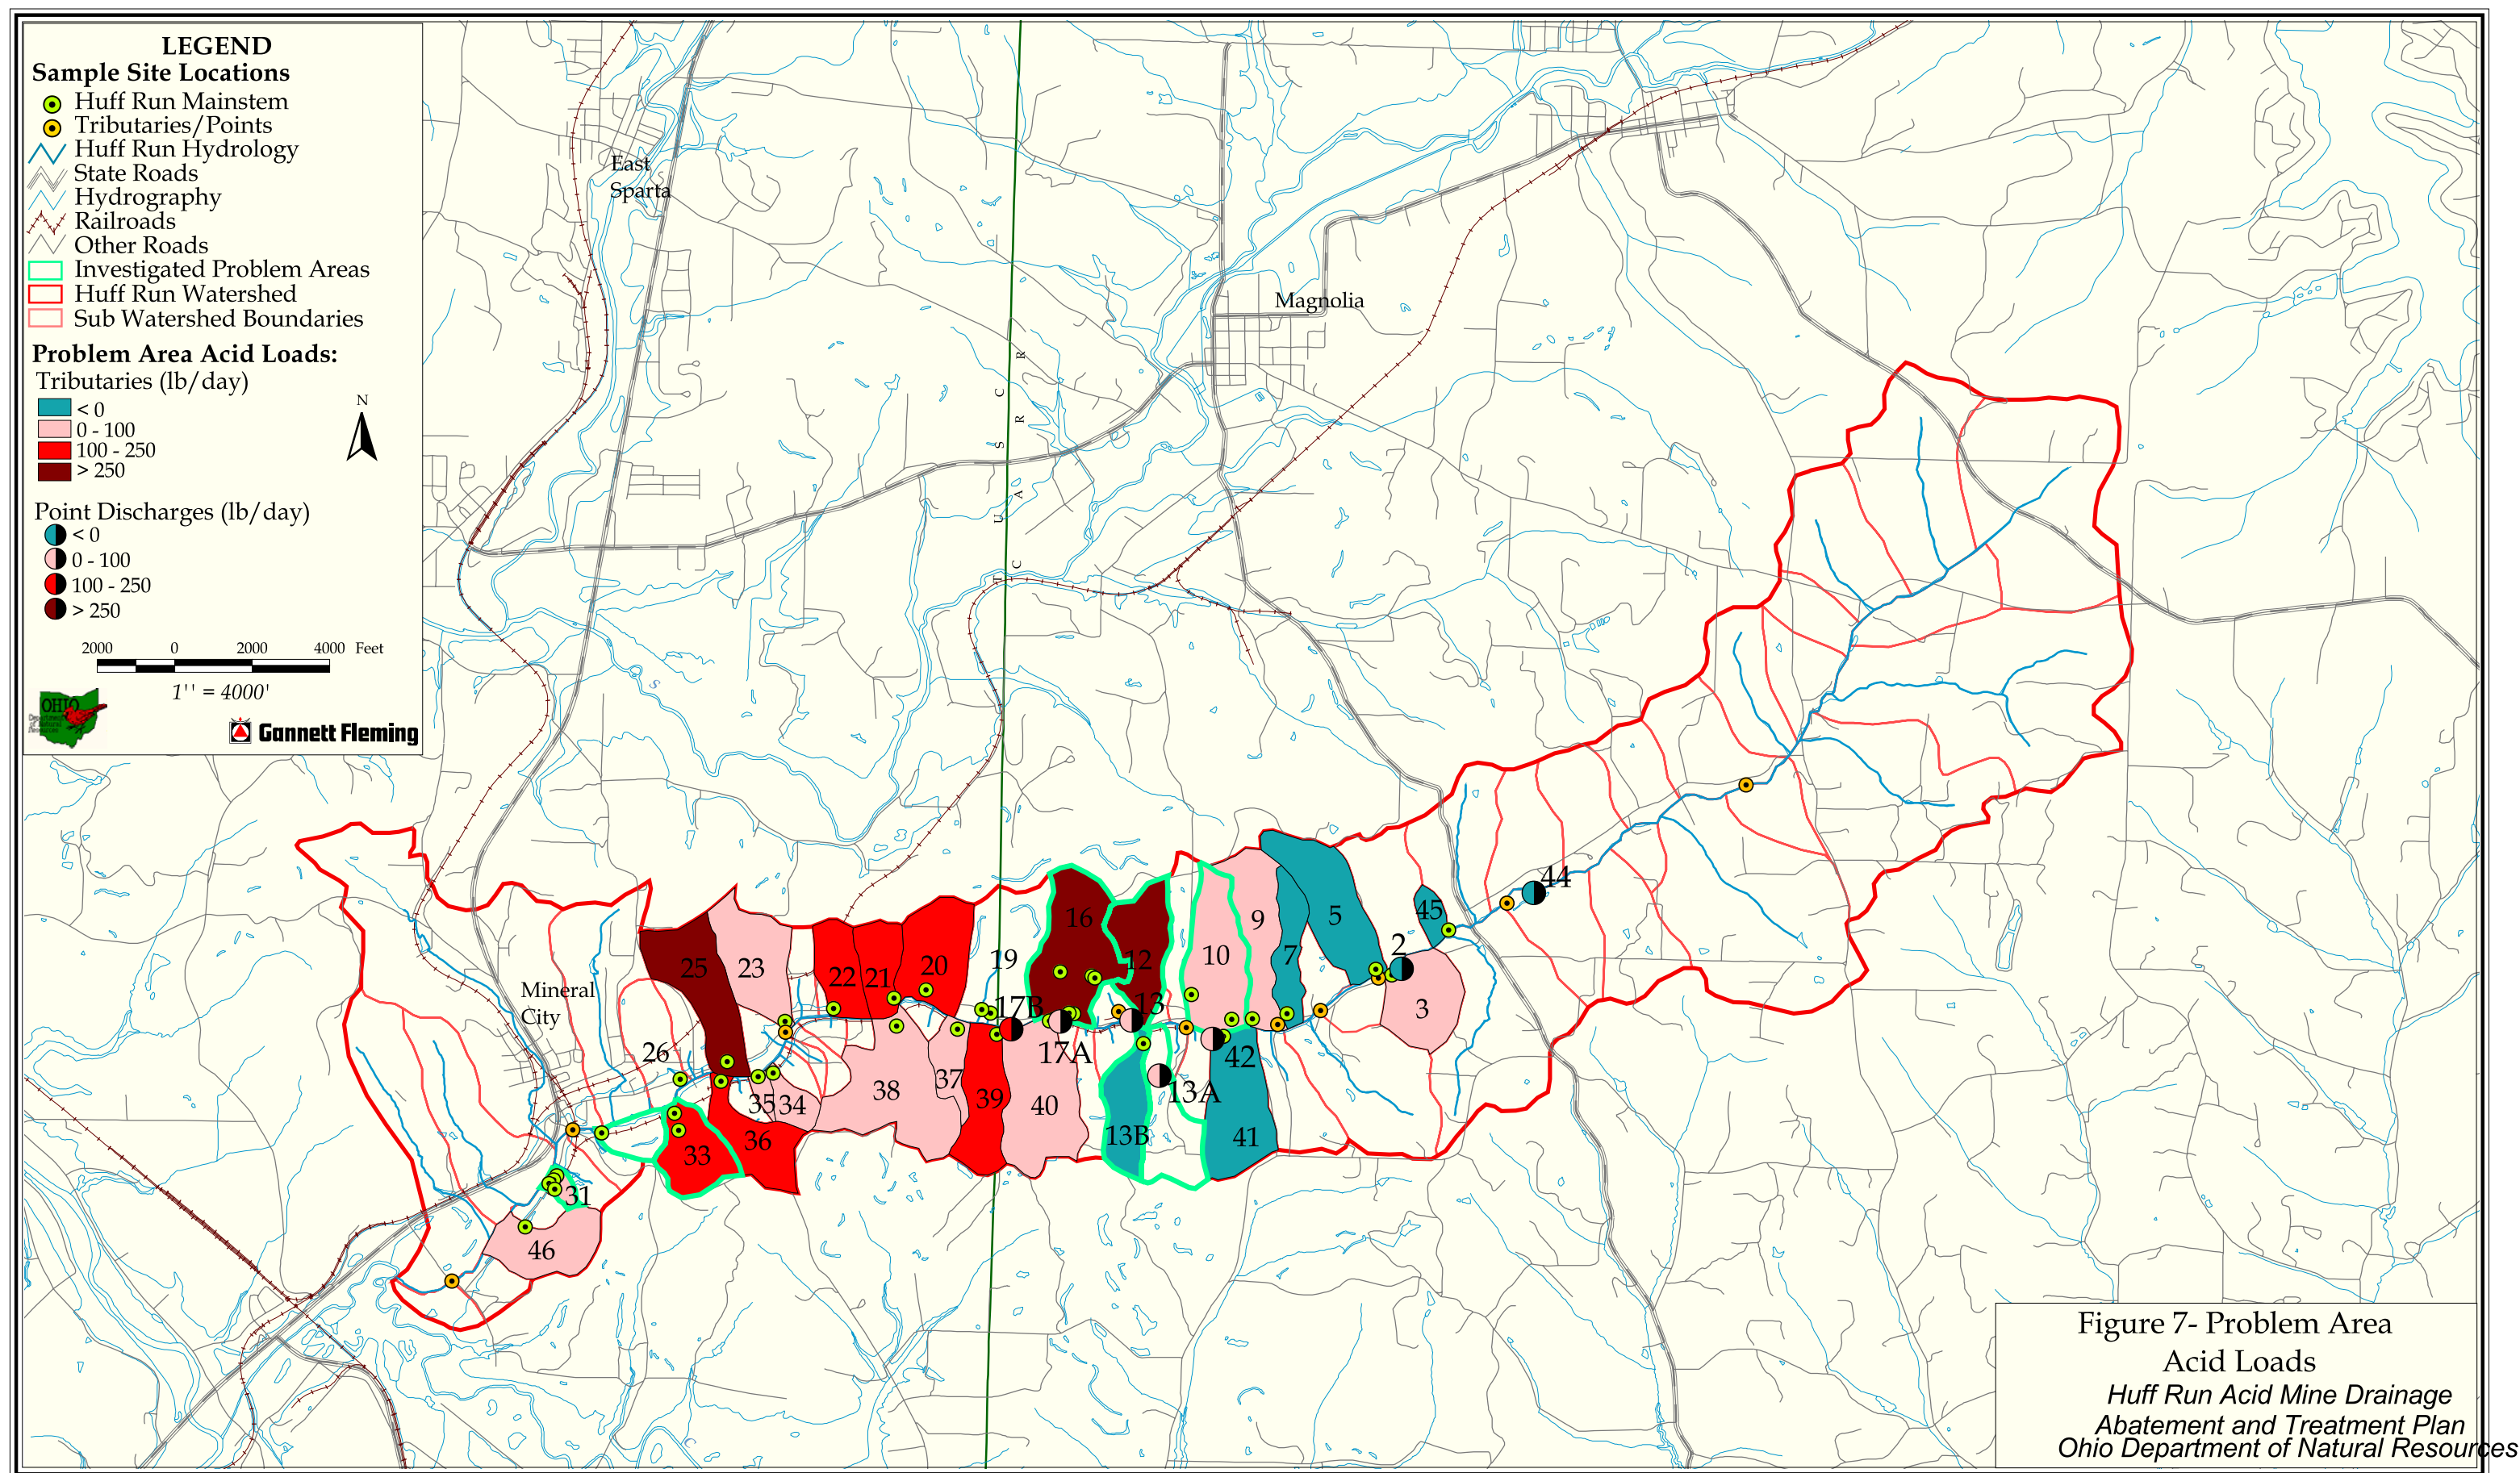 LEGEND
Sample Site Locations
Huff Run Mainstem
Tributaries/Points
Huff Run Hydrology
State Roads
Hydrography
Railroads
Other Roads
Investigated Problem Areas
Huff Run Watershed
Sub Watershed Boundaries
Problem Area Acid Loads:
Tributaries (lb/day)
< 0
0 - 100
100 - 250
> 250
N
Point Discharges (lb/day)
< 0
0 - 100
100 - 250
> 250
2000 0 2000 4000 Feet
1'' = 4000'
OHIO
Department
of Natural
Resources
Gannett Fleming
East
Sparta
Magnolia
T U S C
C A R R
Mineral
City
44
45
2
5
9
7
10
3
16
12
19
20
21
22
23
25
17B
13
17A
42
13A
13B
41
26
35
34
38
37
39
40
36
33
31
46
S
C
Figure 7- Problem Area
Acid Loads
Huff Run Acid Mine Drainage
Abatement and Treatment Plan
Ohio Department of Natural Resources